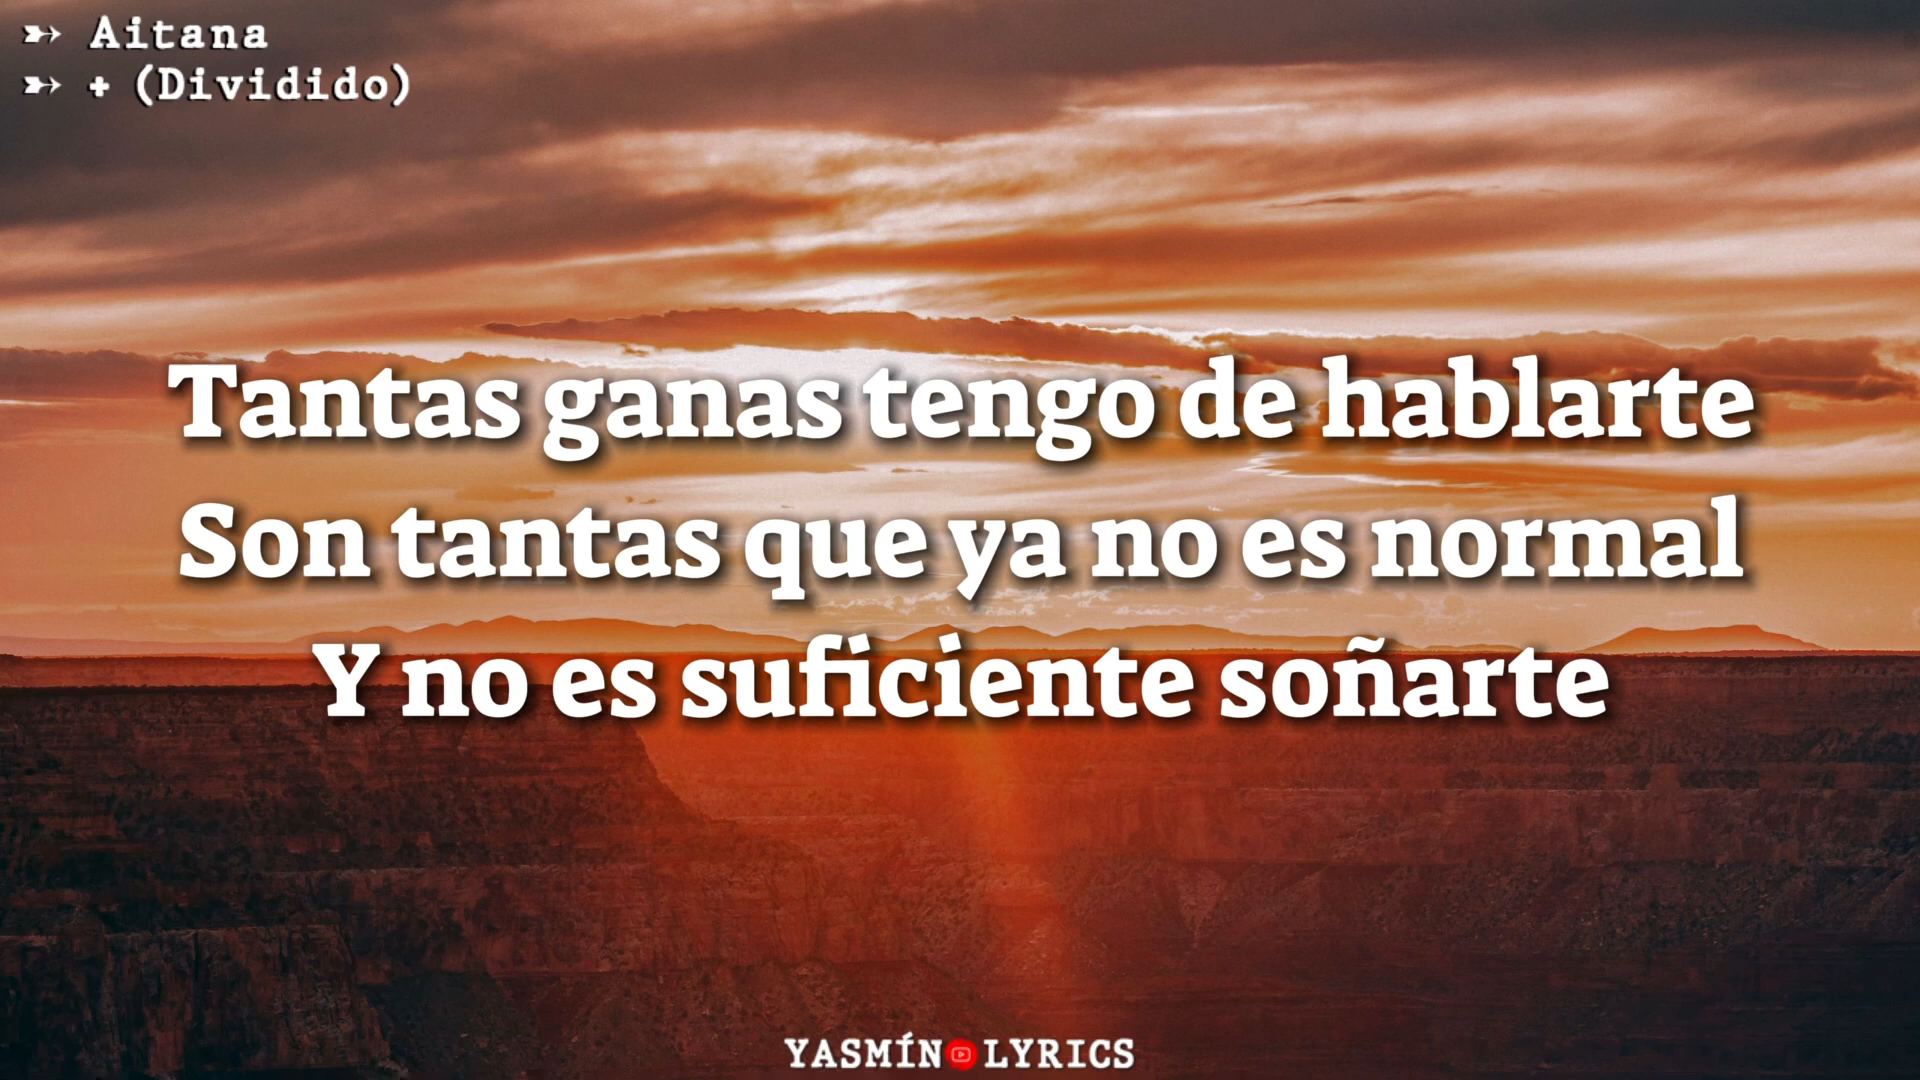 ➳ Aitana
➳ + (Dividido)
Tantas ganas tengo de hablarte
Son tantas que ya no es normal
Y no es suficiente soñarte
YASMÍN LYRICS